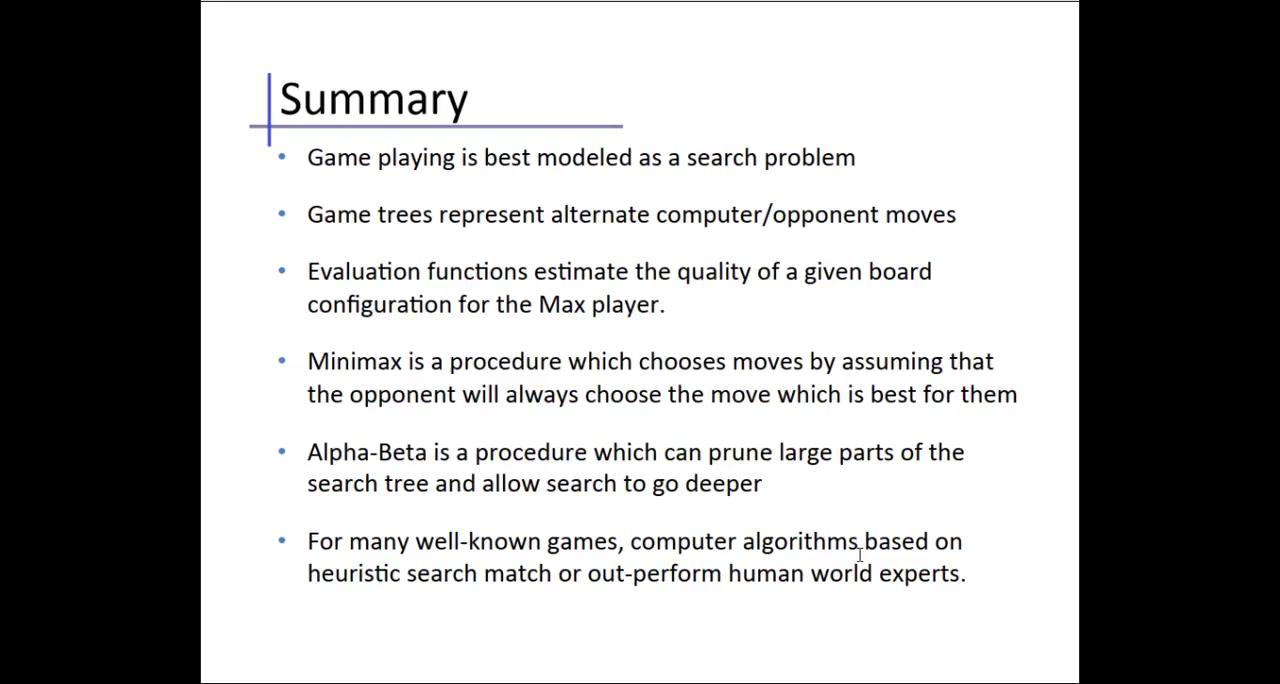 Summary
• Game playing is best modeled as a search problem
• Game trees represent alternate computer/opponent moves
• Evaluation functions estimate the quality of a given board
configuration for the Max player.
• Minimax is a procedure which chooses moves by assuming that
the opponent will always choose the move which is best for them
• Alpha-Beta is a procedure which can prune large parts of the
search tree and allow search to go deeper
• For many well-known games, computer algorithms based on
heuristic search match or out-perform human world experts.